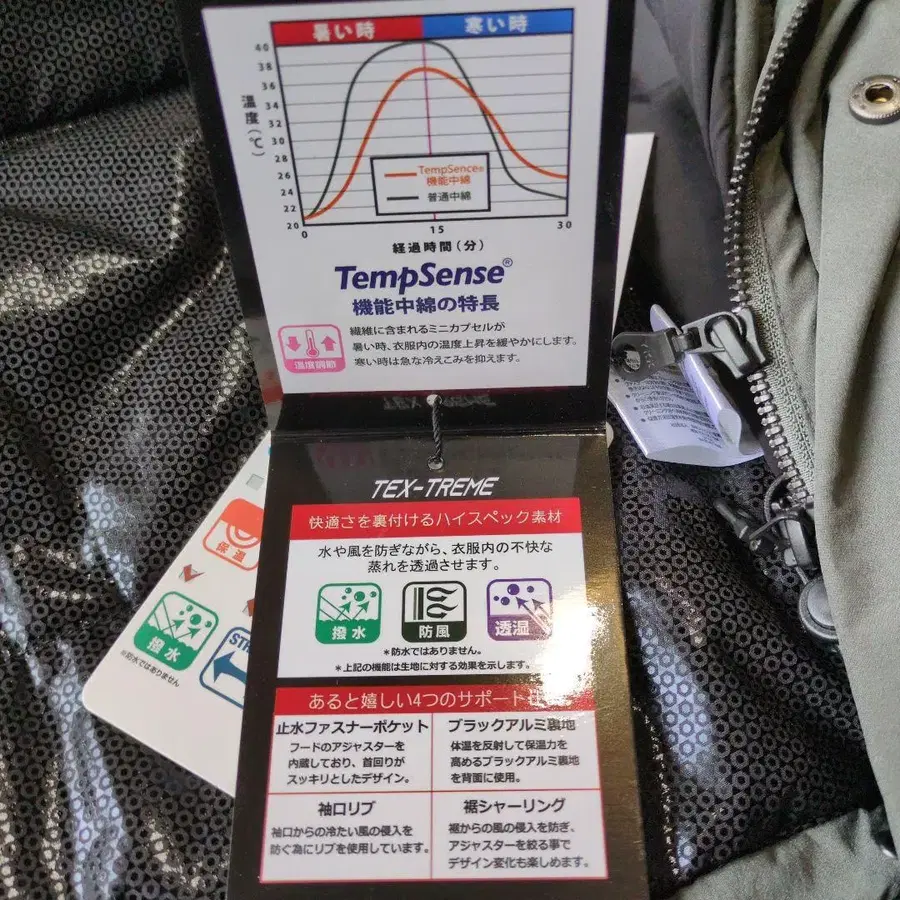 暑い時
寒い時
温度(℃)
40
38
36
34
32
30
28
26
24
22
20
TempSence®
機能中綿
普通中綿
15
30
経過時間(分)
TempSense®
機能中綿の特長
温度調節
繊維に含まれるミニカプセルが
暑い時、衣服内の温度上昇を緩やかにします。
寒い時は急な冷えこみを抑えます。
TEX-TREME
TEX-TREME
快適さを裏付けるハイスペック素材
水や風を防ぎながら、衣服内の不快な
蒸れを透過させます。
撥水
防風
透湿
*防水ではありません。
*上記の機能は生地に対する効果を示します。
あると嬉しい4つのサポート
止水ファスナーポケット
フードのアジャスターを
内蔵しており、首回りが
スッキリとしたデザイン。
ブラックアルミ裏地
体温を反射して保温力を
高めるブラックアルミ裏地
を背面に使用。
袖口リブ
袖口からの冷たい風の侵入を
防ぐ為にリブを使用しています。
裾シャーリング
裾からの風の侵入を防ぎ、
アジャスターを絞る事で
デザイン変化も楽しめます。
保温
撥水
※防水ではありません